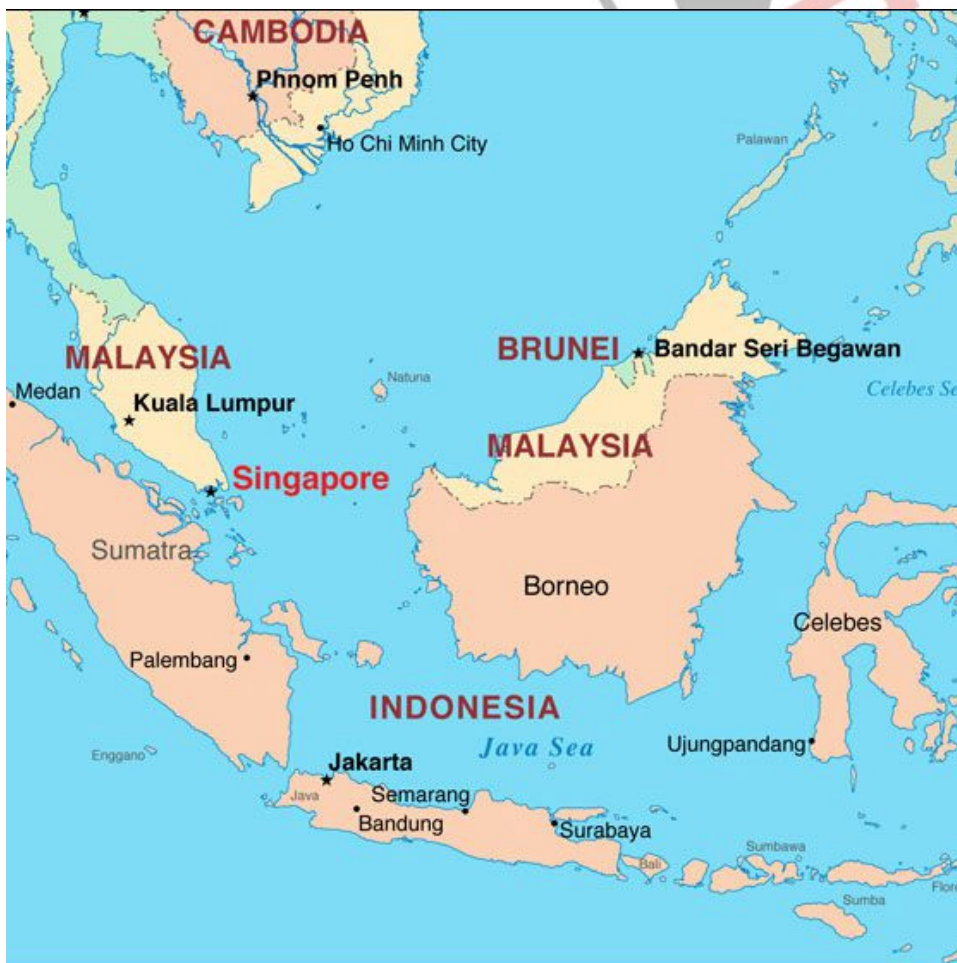 CAMBODIA
Phnom Penh
Ho Chi Minh City
Palawan
BRUNEI
Bandar Seri Begawan
MALAYSIA
Natuna
Medan
Kuala Lumpur
Celebes Se
MALAYSIA
Singapore
Sumatra
Borneo
Celebes
Palembang
INDONESIA
Java Sea
Ujungpandang
Enggano
Jakarta
Java
Semarang
Bandung
Surabaya
Sumbawa
Bali
Flore
Sumba